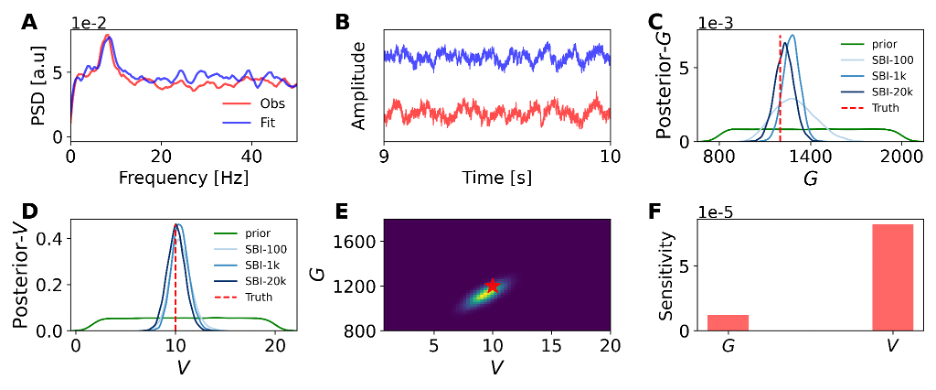 A
1e-2
PSD [a.u]
5
0
Obs
Fit
0
20
40
Frequency [Hz]
B
Amplitude
9
10
Time [s]
C
1e-3
Posterior-G
5
0
prior
SBI-100
SBI-1k
SBI-20k
Truth
800
1400
2000
G
D
Posterior-V
0.4
0.2
0.0
prior
SBI-100
SBI-1k
SBI-20k
Truth
0
10
20
V
E
G
1600
1200
800
5
10
15
20
V
F
1e-5
Sensitivity
5
0
G
V